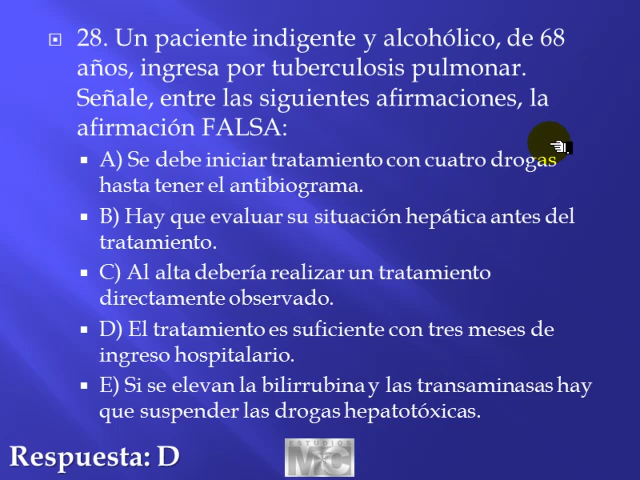 28. Un paciente indigente y alcohólico, de 68
años, ingresa por tuberculosis pulmonar.
Señale, entre las siguientes afirmaciones, la
afirmación FALSA:
A) Se debe iniciar tratamiento con cuatro drogas
hasta tener el antibiograma.
B) Hay que evaluar su situación hepática antes del
tratamiento.
C) Al alta debería realizar un tratamiento
directamente observado.
D) El tratamiento es suficiente con tres meses de
ingreso hospitalario.
E) Si se elevan la bilirrubina y las transaminasas hay
que suspender las drogas hepatotóxicas.
Respuesta: D
ESTUDIOS
MC